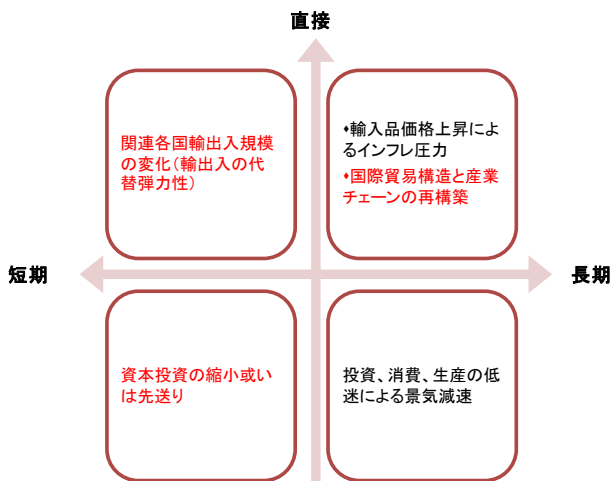 直接
関連各国輸出入規模
の変化(輸出入の代
替弾力性)
•輸入品価格上昇によ
るインフレ圧力
•国際貿易構造と産業
チェーンの再構築
短期
長期
資本投資の縮小或い
は先送り
投資、消費、生産の低
迷による景気減速